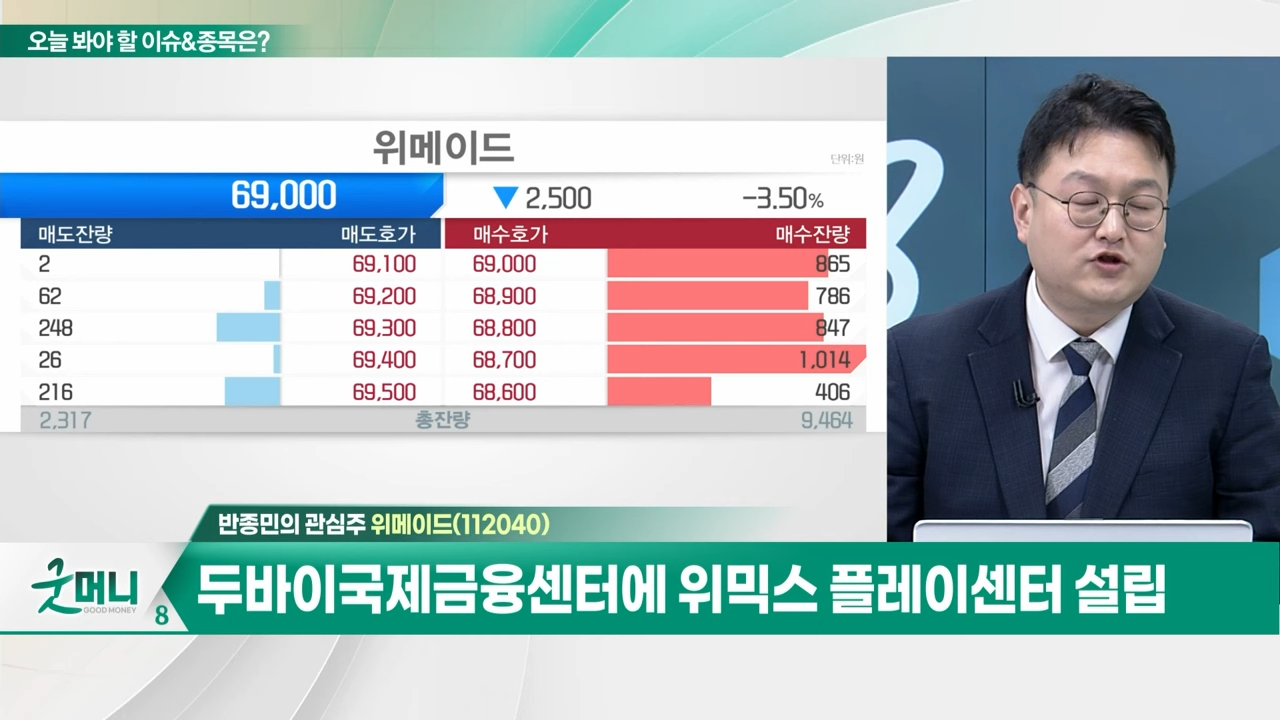 오늘 봐야 할 이슈&종목은?
위메이드
단위:원
69,000 ▼ 2,500 -3.50%
매도잔량 매도호가 매수호가 매수잔량
2 69,100 69,000 865
62 69,200 68,900 786
248 69,300 68,800 847
26 69,400 68,700 1,014
216 69,500 68,600 406
2,317 총잔량 9,464
반종민의 관심주 위메이드(112040)
두바이국제금융센터에 위믹스 플레이센터 설립
굿머니
GOOD MONEY
8